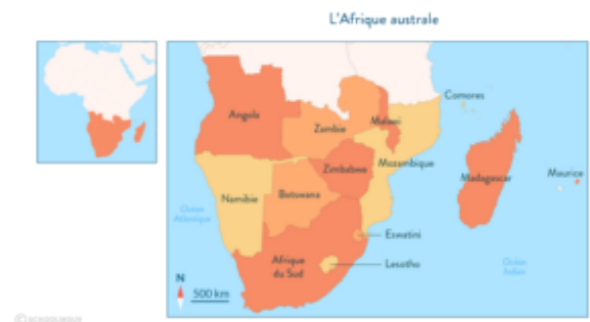 L'Afrique australe
Comores
Angola
Malawi
Zambie
Mozambique
Zimbabwe
Madagascar
Maurice
Namibie
Botswana
Océan
Atlantique
Eswatini
Afrique
du Sud
Lesotho
Océan
Indien
N
500 km